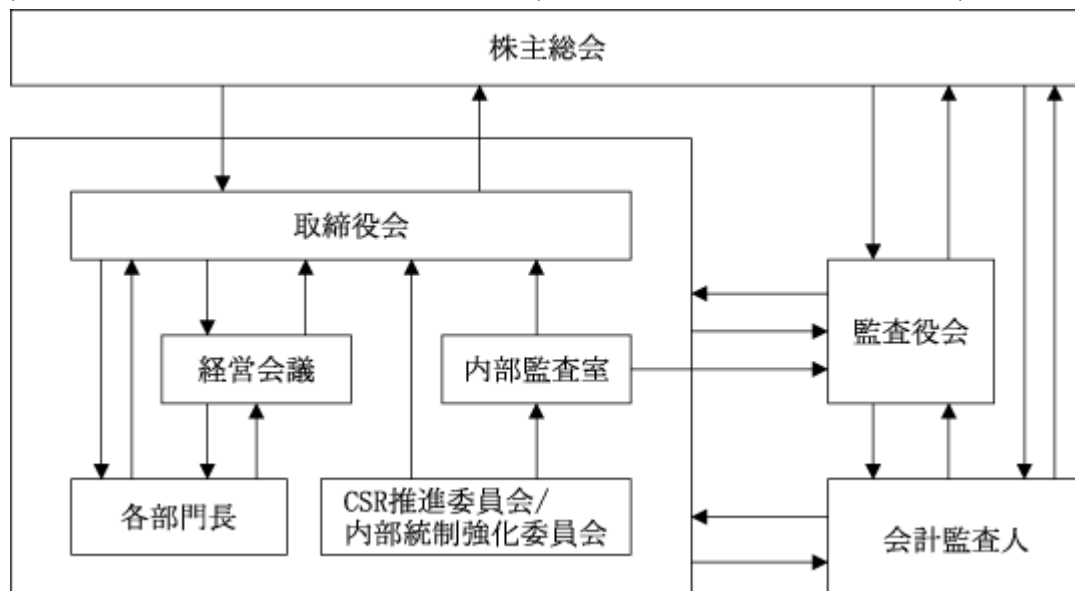 株主総会
取締役会
監査役会
経営会議
内部監査室
各部門長
CSR推進委員会/
内部統制強化委員会
会計監査人